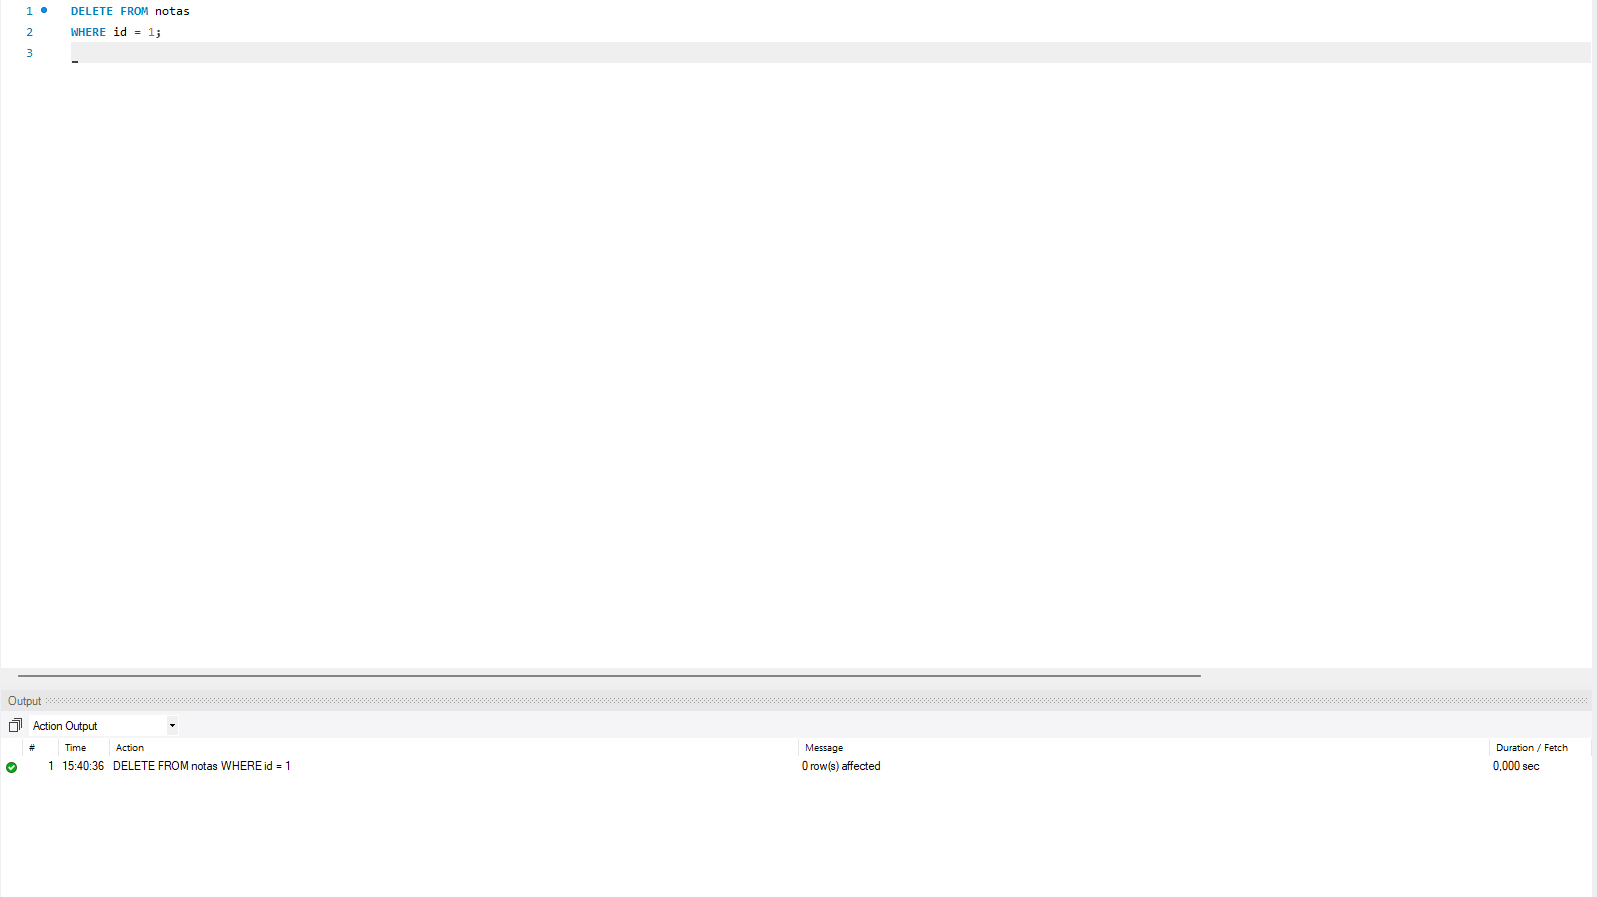 1 DELETE FROM notas
2 WHERE id = 1;
3
Output
Action Output
# Time Action Message Duration / Fetch
1 15:40:36 DELETE FROM notas WHERE id = 1 0 row(s) affected 0,000 sec